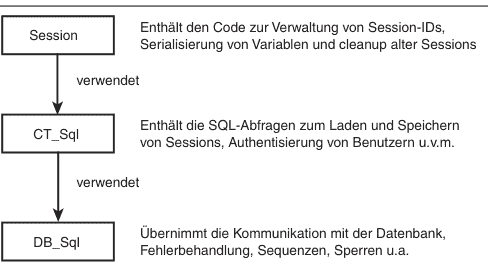 Session
Enthält den Code zur Verwaltung von Session-IDs,
Serialisierung von Variablen und cleanup alter Sessions
verwendet
CT_Sql
Enthält die SQL-Abfragen zum Laden und Speichern
von Sessions, Authentisierung von Benutzern u.v.m.
verwendet
DB_Sql
Übernimmt die Kommunikation mit der Datenbank,
Fehlerbehandlung, Sequenzen, Sperren u.a.